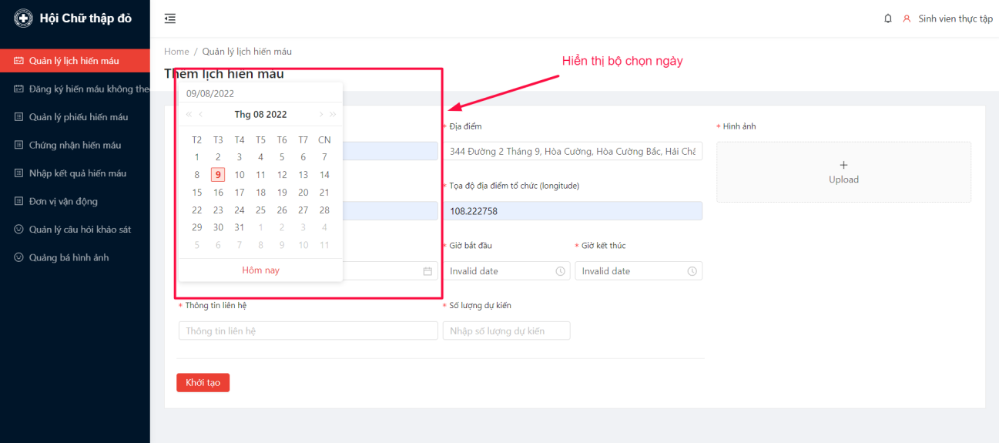 Hội Chữ thập đỏ
Sinh vien thực tập
Quản lý lịch hiến máu
Đăng ký hiến máu không theo
Quản lý phiếu hiến máu
Chứng nhận hiến máu
Nhập kết quả hiến máu
Đơn vị vận động
Quản lý câu hỏi khảo sát
Quảng bá hình ảnh
Home / Quản lý lịch hiến máu
Thêm lịch hiến máu
Hiển thị bộ chọn ngày
09/08/2022
« ‹ Thg 08 2022 › »
T2 T3 T4 T5 T6 T7 CN
1 2 3 4 5 6 7
8 9 10 11 12 13 14
15 16 17 18 19 20 21
22 23 24 25 26 27 28
29 30 31 1 2 3 4
5 6 7 8 9 10 11
Hôm nay
* Địa điểm
344 Đường 2 Tháng 9, Hòa Cường, Hòa Cường Bắc, Hải Châ
* Hình ảnh
+
Upload
* Tọa độ địa điểm tổ chức (longitude)
108.222758
* Giờ bắt đầu
* Giờ kết thúc
Invalid date
Invalid date
* Thông tin liên hệ
* Số lượng dự kiến
Thông tin liên hệ
Nhập số lượng dự kiến
Khởi tạo